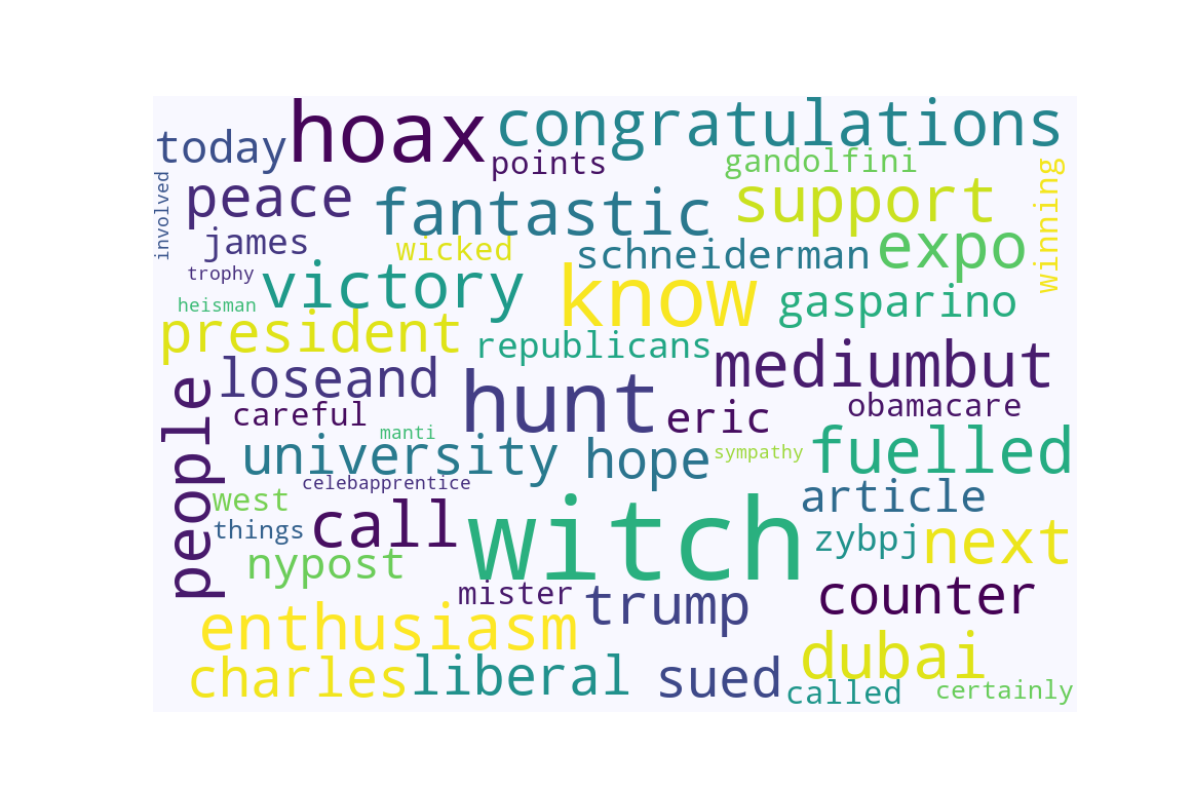 hoax
congratulations
today
points
gandolfini
involved
peace
fantastic
support
winning
james
wicked
schneiderman
expo
trophy
victory
know
gasparino
heisman
president
republicans
mediumbut
people
loseand
hunt
eric
obamacare
careful
manti
university
hope
sympathy
fuelled
celebapprentice
west
article
things
call
witch
zybpj
next
nypost
mister
trump
counter
enthusiasm
dubai
charles
liberal
sued
called
certainly